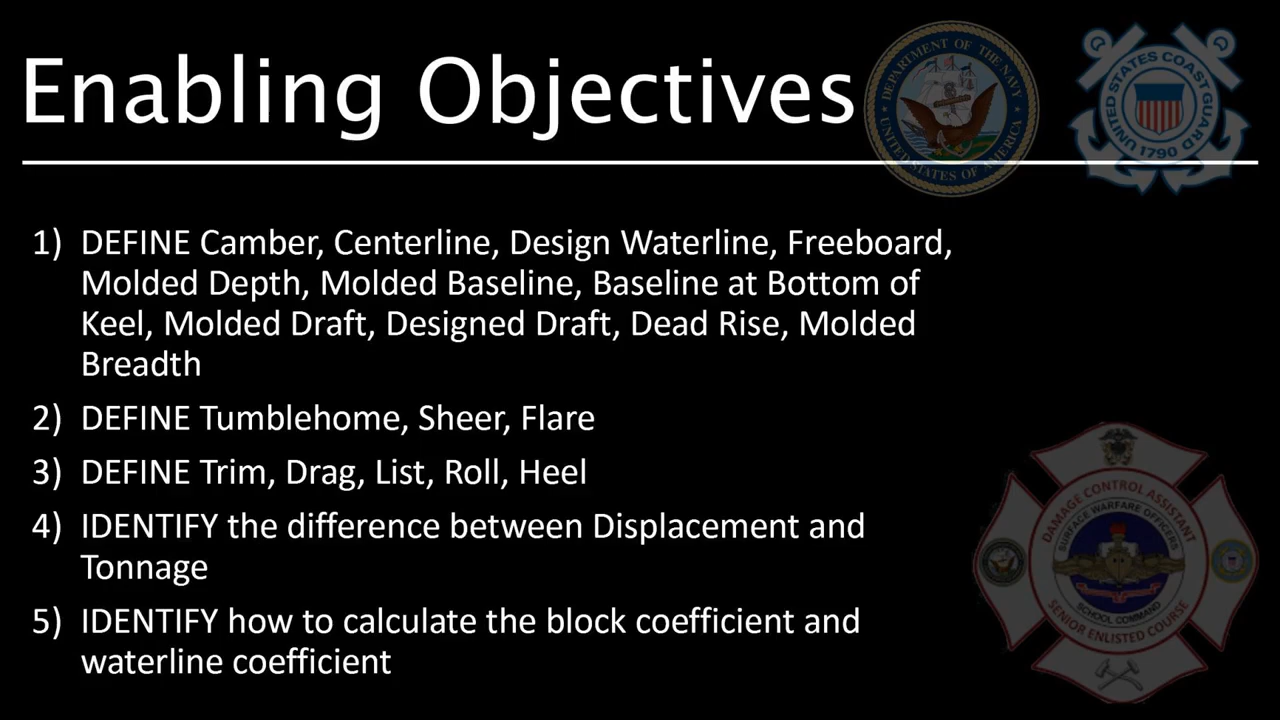 Enabling Objectives
DEPARTMENT OF THE NAVY
UNITED STATES OF AMERICA
UNITED STATES COAST GUARD
1790
1) DEFINE Camber, Centerline, Design Waterline, Freeboard,
Molded Depth, Molded Baseline, Baseline at Bottom of
Keel, Molded Draft, Designed Draft, Dead Rise, Molded
Breadth
2) DEFINE Tumblehome, Sheer, Flare
3) DEFINE Trim, Drag, List, Roll, Heel
4) IDENTIFY the difference between Displacement and
Tonnage
5) IDENTIFY how to calculate the block coefficient and
waterline coefficient
DAMAGE CONTROL ASSISTANT
SURFACE WARFARE OFFICERS
SCHOOL COMMAND
SENIOR ENLISTED COURSE